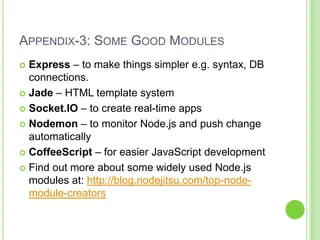 APPENDIX-3: SOME GOOD MODULES
Express – to make things simpler e.g. syntax, DB
connections.
Jade – HTML template system
Socket.IO – to create real-time apps
Nodemon – to monitor Node.js and push change
automatically
CoffeeScript – for easier JavaScript development
Find out more about some widely used Node.js
modules at: http://blog.nodejitsu.com/top-node-
module-creators